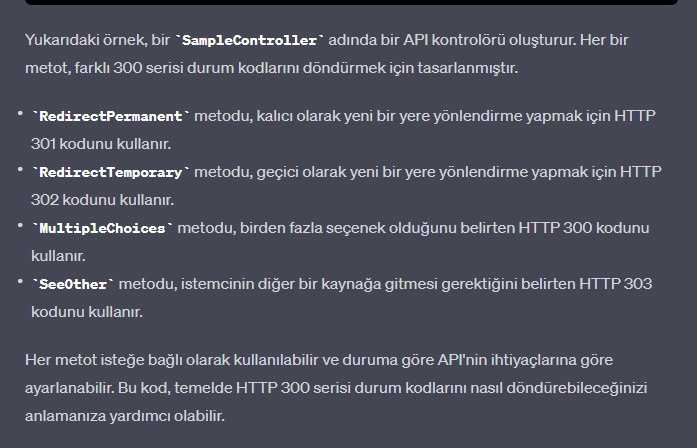 Yukarıdaki örnek, bir `SampleController` adında bir API kontrolörü oluşturur. Her bir
metot, farklı 300 serisi durum kodlarını döndürmek için tasarlanmıştır.
• `RedirectPermanent` metodu, kalıcı olarak yeni bir yere yönlendirme yapmak için HTTP
301 kodunu kullanır.
• `RedirectTemporary` metodu, geçici olarak yeni bir yere yönlendirme yapmak için HTTP
302 kodunu kullanır.
• `MultipleChoices` metodu, birden fazla seçenek olduğunu belirten HTTP 300 kodunu
kullanır.
• `SeeOther` metodu, istemcinin diğer bir kaynağa gitmesi gerektiğini belirten HTTP 303
kodunu kullanır.
Her metot isteğe bağlı olarak kullanılabilir ve duruma göre API'nin ihtiyaçlarına göre
ayarlanabilir. Bu kod, temelde HTTP 300 serisi durum kodlarını nasıl döndürebileceğinizi
anlamanıza yardımcı olabilir.